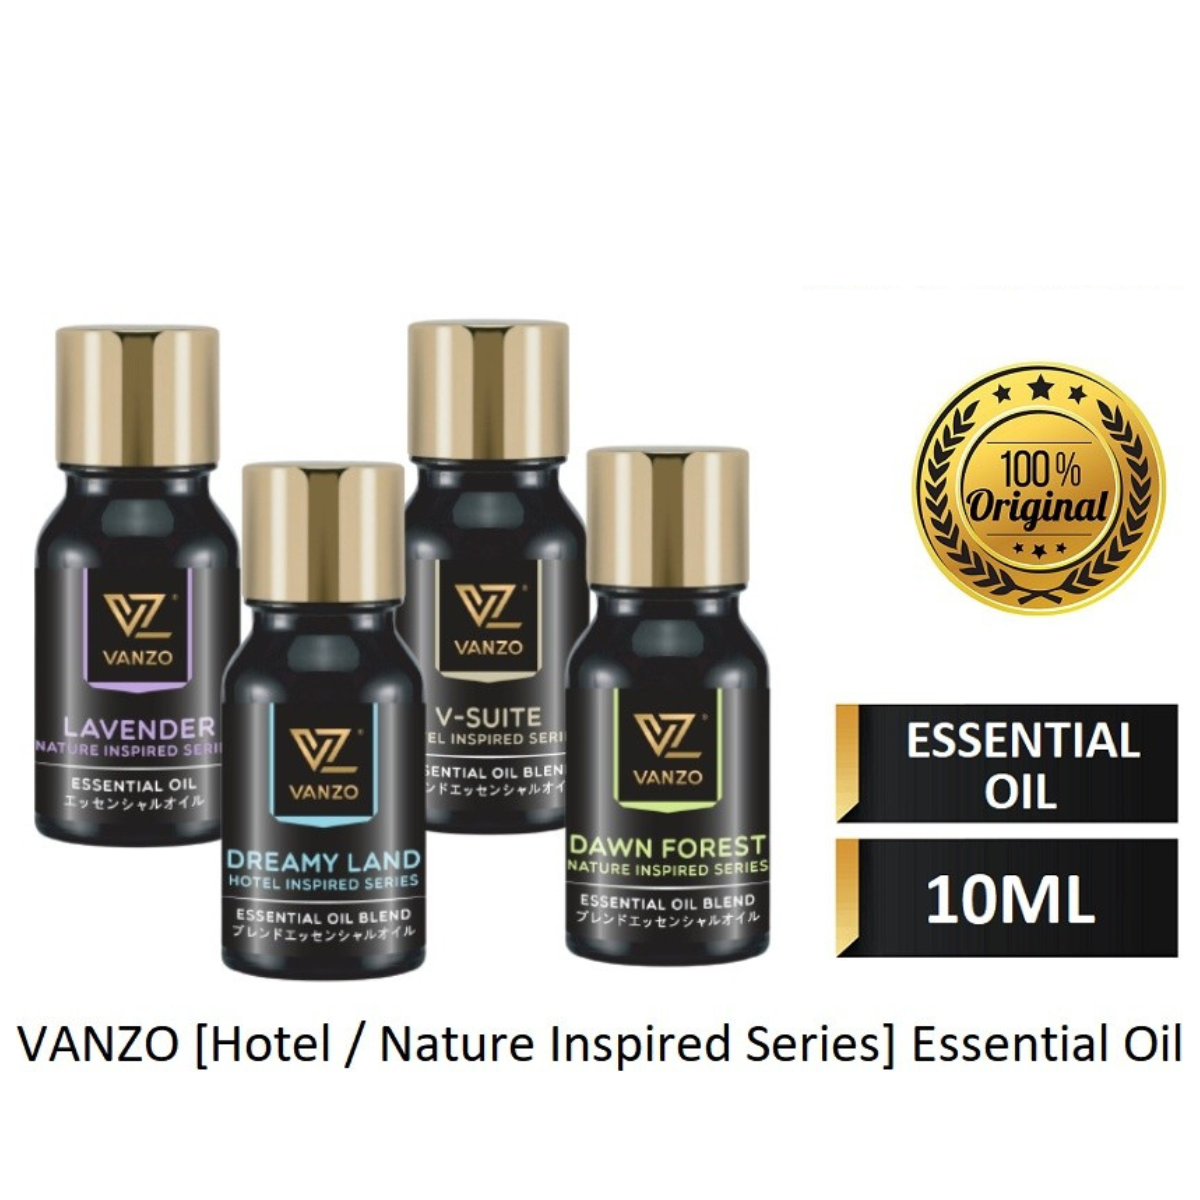 VANZO
LAVENDER
NATURE INSPIRED SERI
ESSENTIAL OIL
エッセンシャルオイル
VANZO
DREAMY LAND
HOTEL INSPIRED SERIES
ESSENTIAL OIL BLEND
ブレンドエッセンシャルオイル
VANZO
V-SUITE
EL INSPIRED SERI
SENTIAL OIL BLEN
ンドエッセンシャルオイ
VANZO
DAWN FOREST
NATURE INSPIRED SERIES
ESSENTIAL OIL BLEND
ブレンドエッセンシャルオイル
100%
Original
ESSENTIAL
OIL
10ML
VANZO [Hotel / Nature Inspired Series] Essential Oil